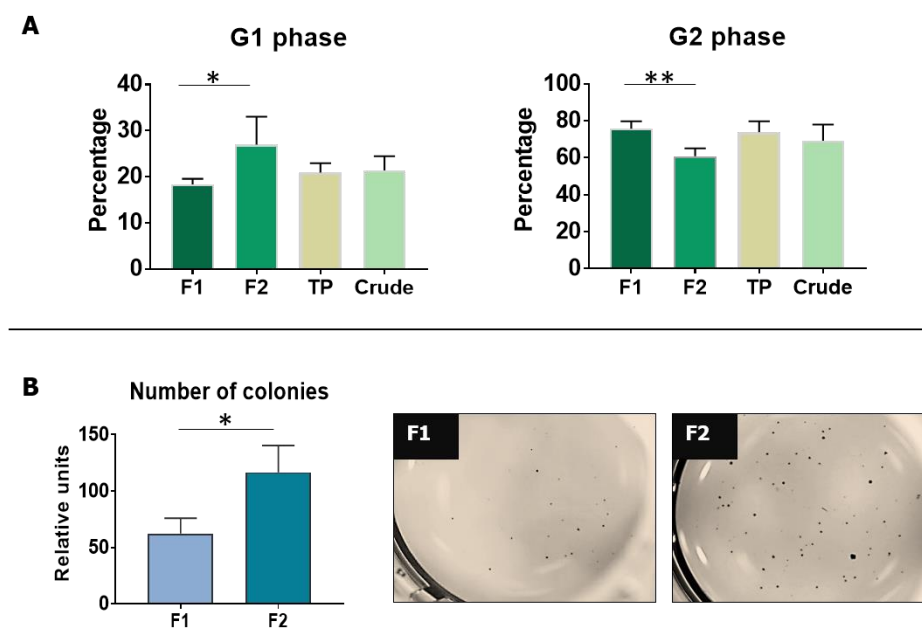 A
G1 phase
*
Percentage
40
30
20
10
0
F1 F2 TP Crude
G2 phase
**
Percentage
100
80
60
40
20
0
F1 F2 TP Crude
B
Number of colonies
*
Relative units
150
100
50
0
F1 F2
F1
F2